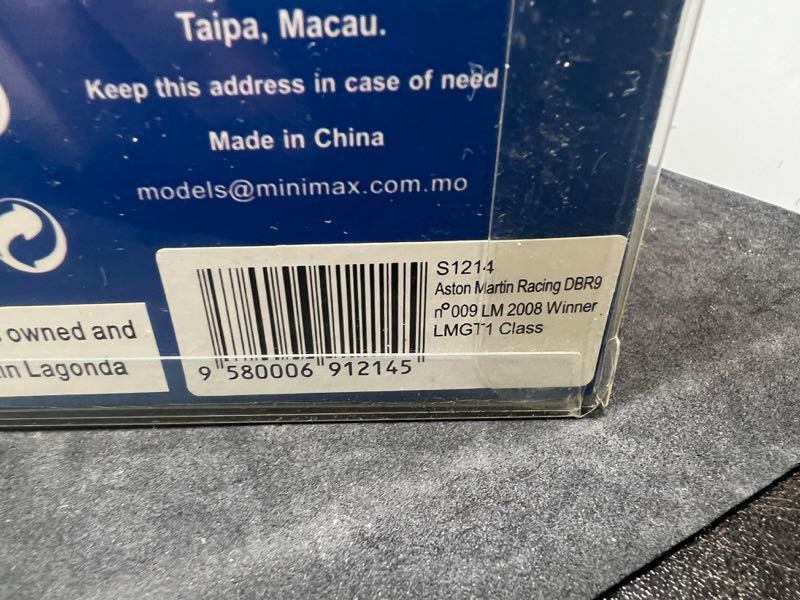 Taipa, Macau.
Keep this address in case of need
Made in China
models@minimax.com.mo
S1214
Aston Martin Racing DBR9
nº009 LM 2008 Winner
LMGT1 Class
9 580006 912145
owned and
in Lagonda